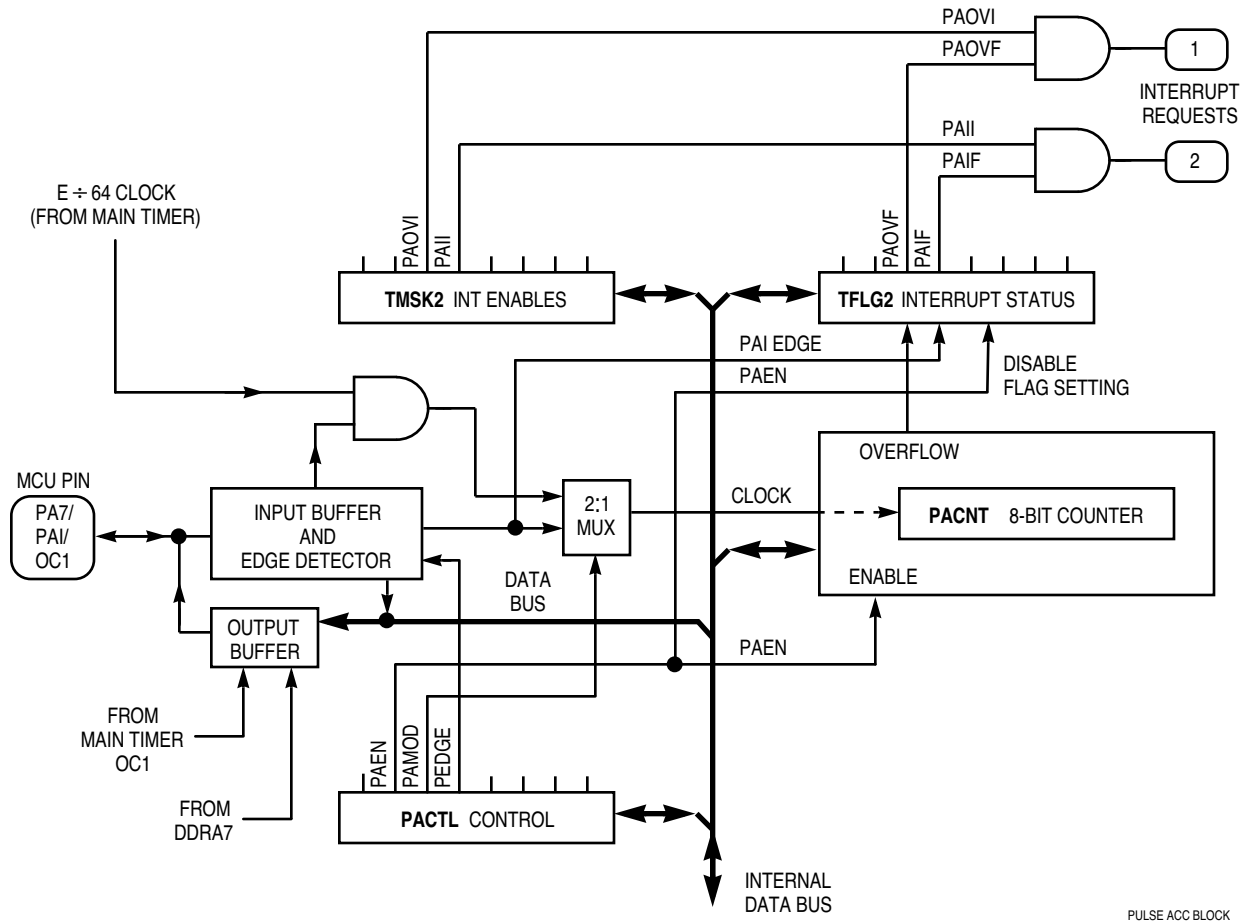 PAOVI
PAOVF
1
INTERRUPT
REQUESTS
PAII
PAIF
2
E ÷ 64 CLOCK
(FROM MAIN TIMER)
PAOVI
PAII
PAOVF
PAIF
TMSK2 INT ENABLES
TFLG2 INTERRUPT STATUS
PAI EDGE
PAEN
DISABLE
FLAG SETTING
OVERFLOW
MCU PIN
PA7/
PAI/
OC1
INPUT BUFFER
AND
EDGE DETECTOR
2:1
MUX
CLOCK
PACNT 8-BIT COUNTER
ENABLE
DATA
BUS
OUTPUT
BUFFER
PAEN
FROM
MAIN TIMER
OC1
PAEN
PAMOD
PEDGE
FROM
DDRA7
PACTL CONTROL
INTERNAL
DATA BUS
PULSE ACC BLOCK